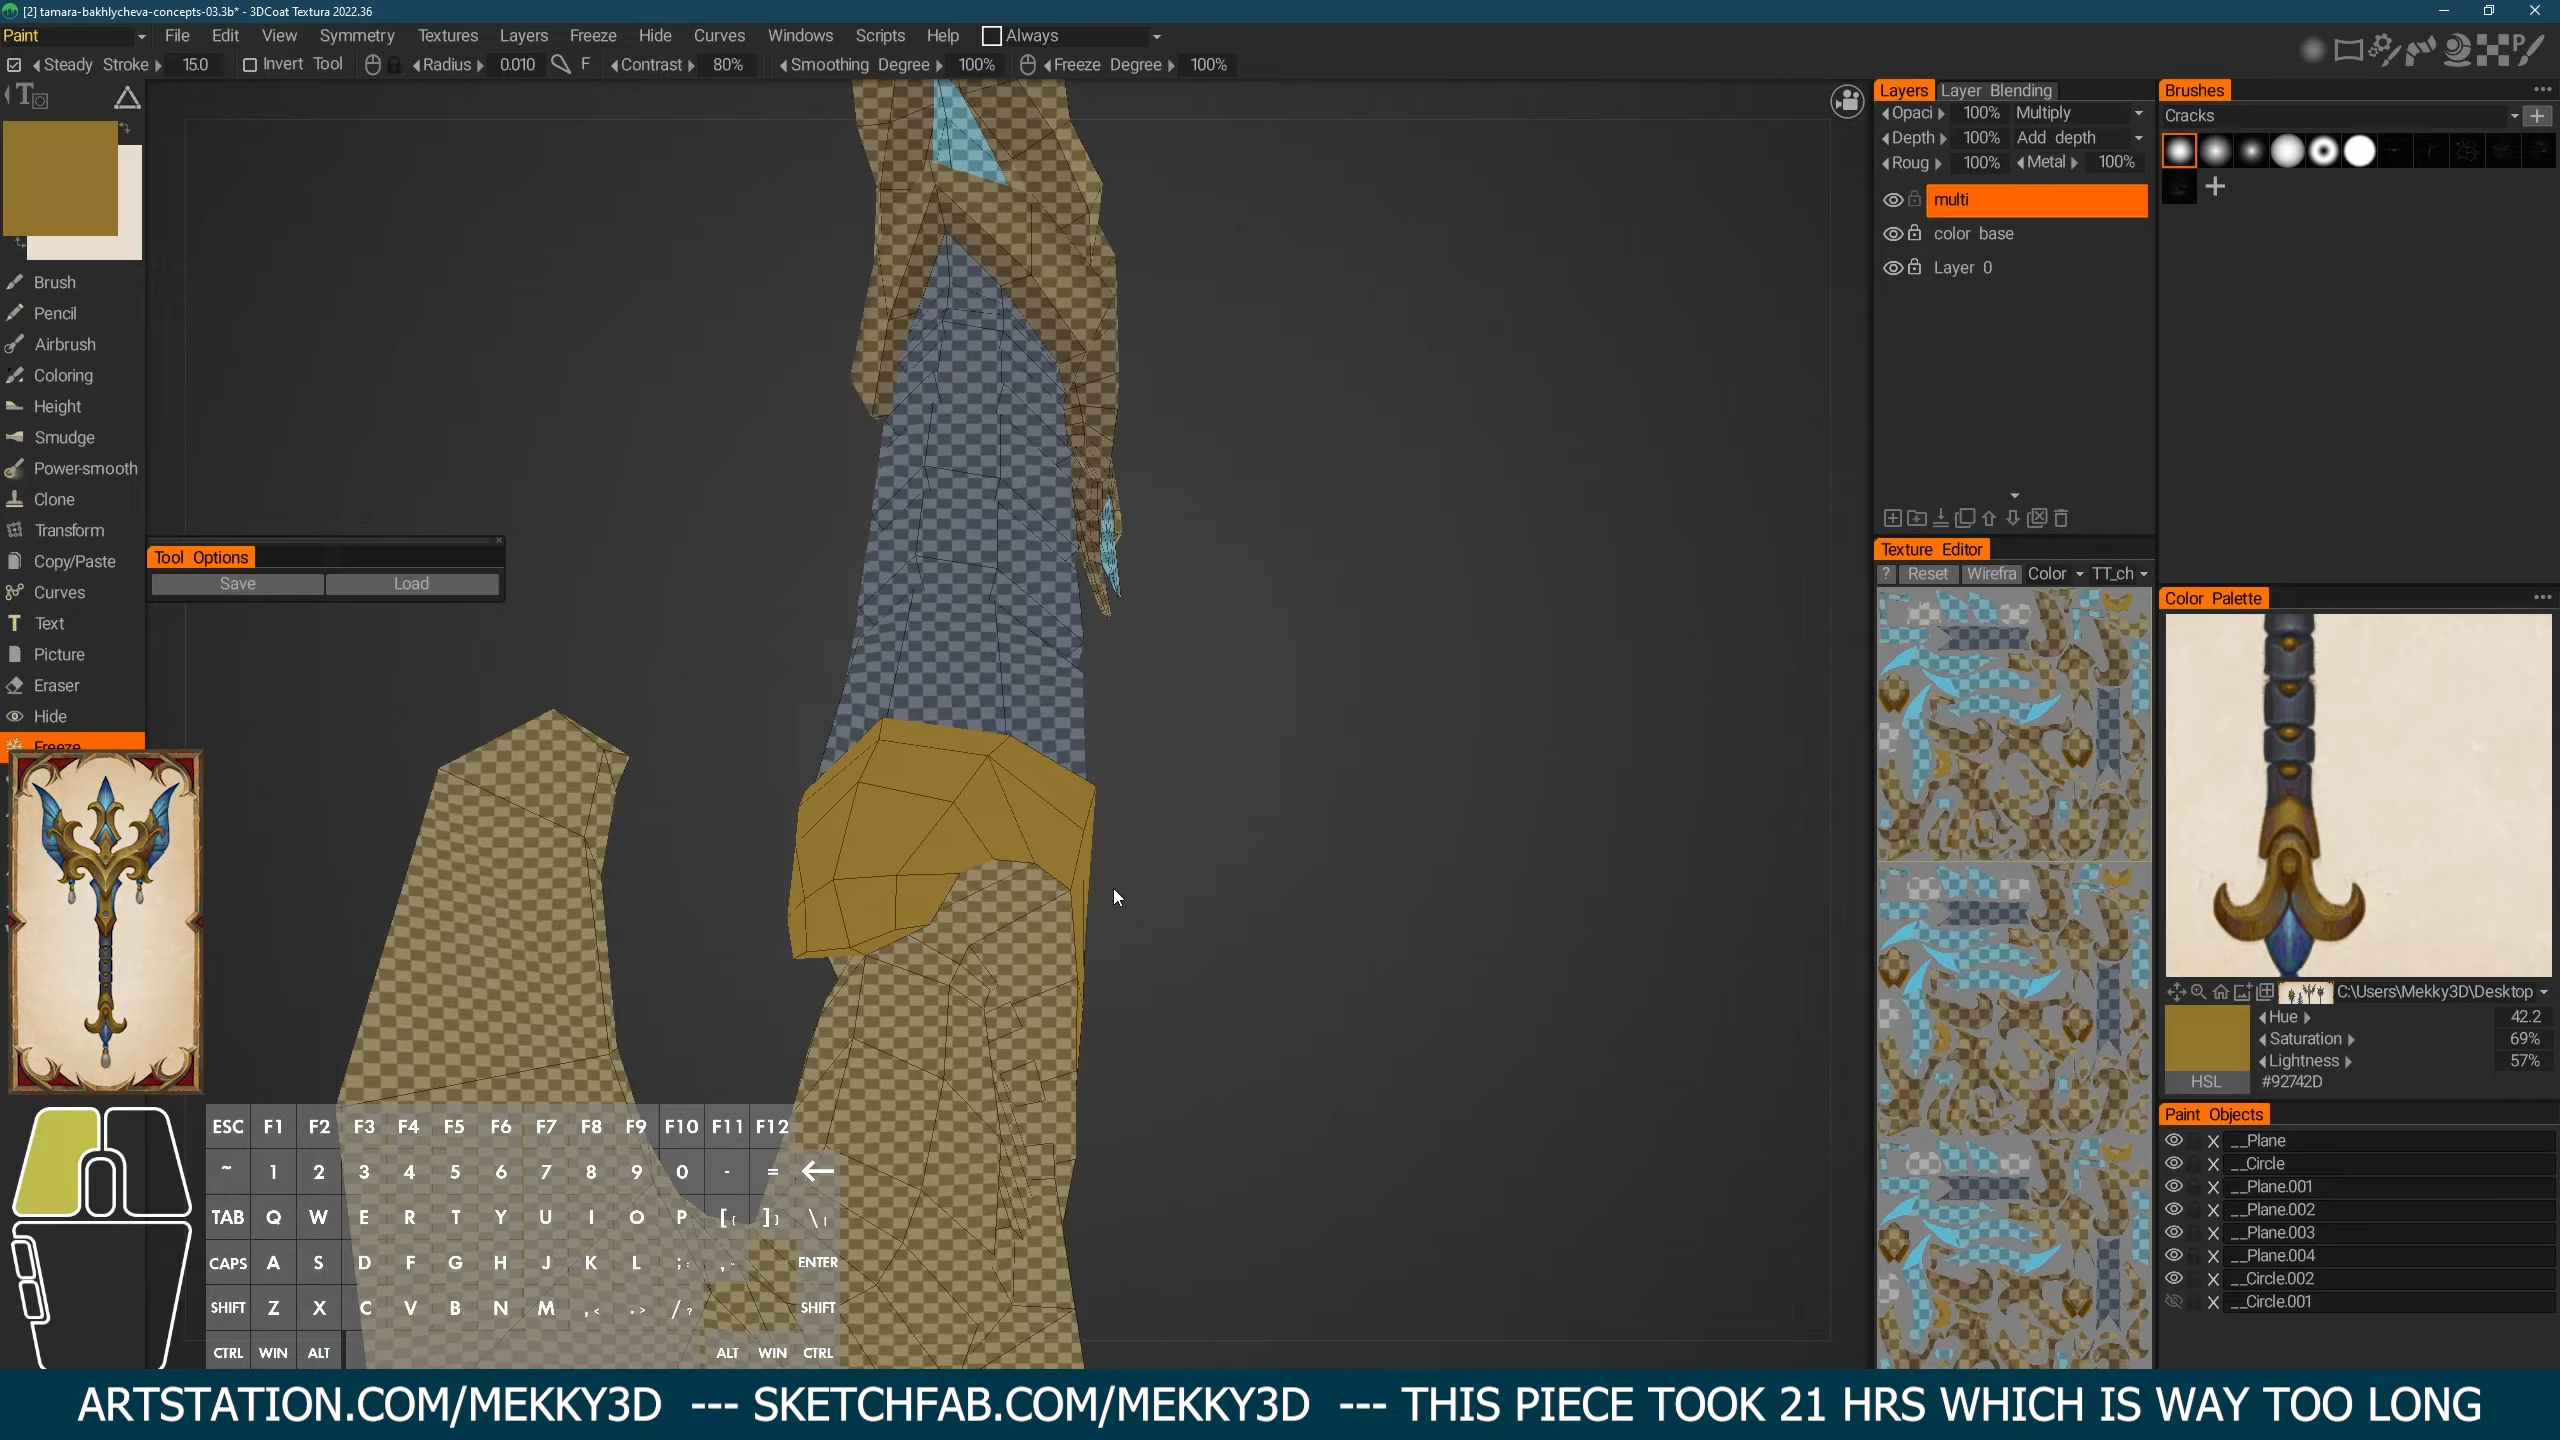 [2] tamara-bakhlycheva-concepts-03.3b* - 3DCoat Textura 2022.36
Paint File Edit View Symmetry Textures Layers Freeze Hide Curves Windows Scripts Help Always
Steady Stroke 15.0 Invert Tool Radius 0.010 F Contrast 80% Smoothing Degree 100% Freeze Degree 100%
Brush
Pencil
Airbrush
Coloring
Height
Smudge
Power-smooth
Clone
Transform
Copy/Paste
Curves
Text
Picture
Eraser
Hide
Freeze
Tool Options
Save Load
Layers Layer Blending
Opaci 100% Multiply
Depth 100% Add depth
Roug 100% Metal 100%
multi
color base
Layer 0
Texture Editor
? Reset Wirefra Color TT_ch
Brushes
Cracks
Color Palette
C:\Users\Mekky3D\Desktop
Hue 42.2
Saturation 69%
Lightness 57%
HSL #92742D
Paint Objects
X __Plane
X __Circle
X __Plane.001
X __Plane.002
X __Plane.003
X __Plane.004
X __Circle.002
X __Circle.001
ESC F1 F2 F3 F4 F5 F6 F7 F8 F9 F10 F11 F12
~ 1 2 3 4 5 6 7 8 9 0 - = ←
TAB Q W E R T Y U I O P [{ ]} \|
CAPS A S D F G H J K L ;: ," ENTER
SHIFT Z X C V B N M ,< .> /? SHIFT
CTRL WIN ALT ALT WIN CTRL
ARTSTATION.COM/MEKKY3D --- SKETCHFAB.COM/MEKKY3D --- THIS PIECE TOOK 21 HRS WHICH IS WAY TOO LONG